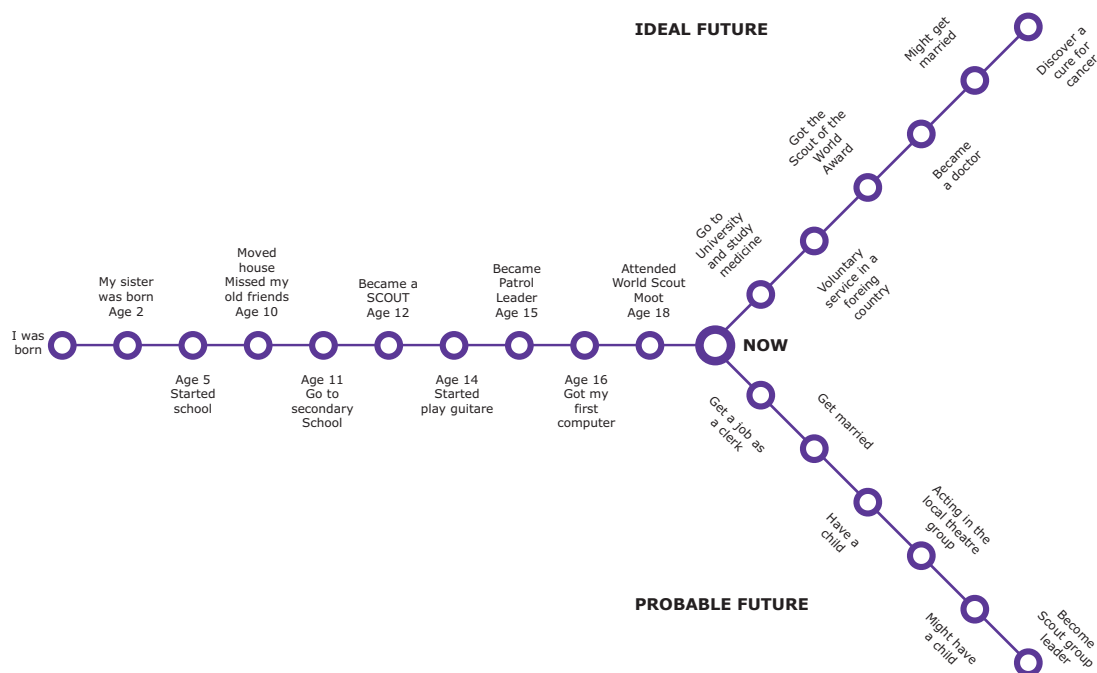 IDEAL FUTURE
I was
born
My sister
was born
Age 2
Age 5
Started
school
Moved
house
Missed my
old friends
Age 10
Age 11
Go to
secondary
School
Became a
SCOUT
Age 12
Age 14
Started
play guitare
Became
Patrol
Leader
Age 15
Age 16
Got my
first
computer
Attended
World Scout
Moot
Age 18
NOW
Go to
University
and study
medicine
Voluntary
service in a
foreing
country
Got the
Scout of the
World
Award
Became
a doctor
Might get
married
Discover a
cure for
cancer
Get a job as
a clerk
Get married
Have a
child
Acting in the
local theatre
group
Might have
a child
Become
Scout group
leader
PROBABLE FUTURE